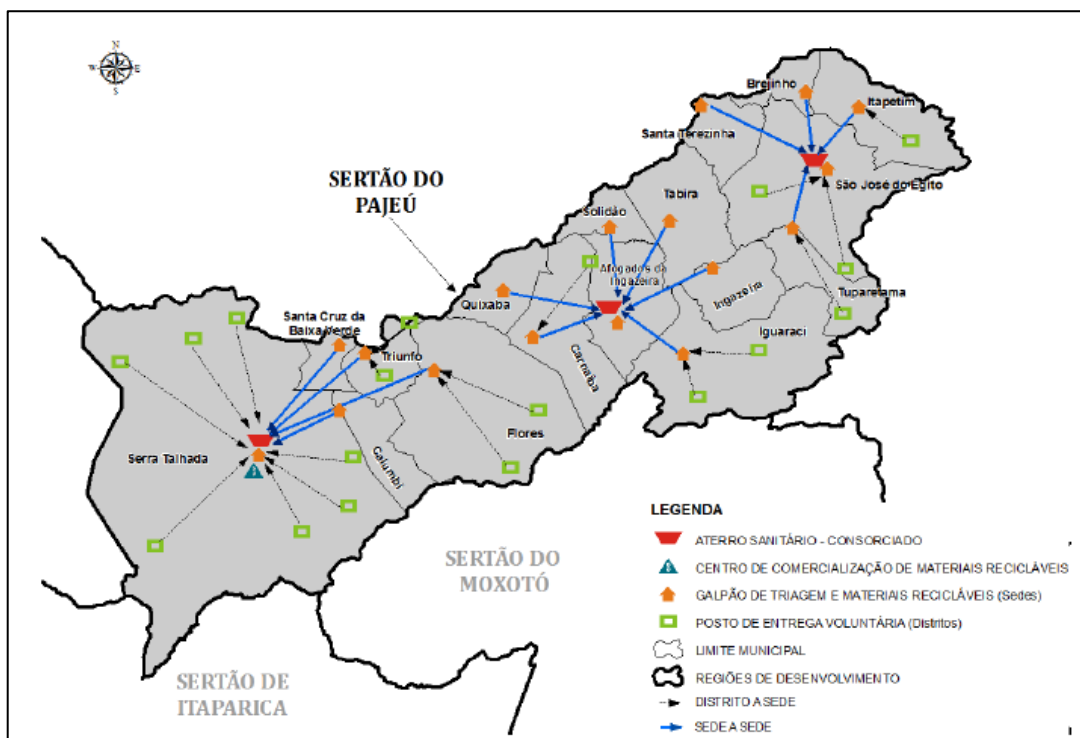 N
W E
S
Brejinho
Itapetim
Santa Terezinha
SERTÃO DO
PAJEÚ
São José do Egito
Tabira
Solidão
Afogados da
Ingazeira
Quixaba
Ingazeira
Tuparetama
Santa Cruz da
Baixa Verde
Iguaraci
Triunfo
Carnaíba
Flores
Serra Talhada
Calumbi
SERTÃO DO
MOXOTÓ
SERTÃO DE
ITAPARICA
LEGENDA
ATERRO SANITÁRIO - CONSORCIADO
CENTRO DE COMERCIALIZAÇÃO DE MATERIAIS RECICLÁVEIS
GALPÃO DE TRIAGEM E MATERIAIS RECICLÁVEIS (Sedes)
POSTO DE ENTREGA VOLUNTÁRIA (Distritos)
LIMITE MUNICIPAL
REGIÕES DE DESENVOLVIMENTO
DISTRITO A SEDE
SEDE A SEDE